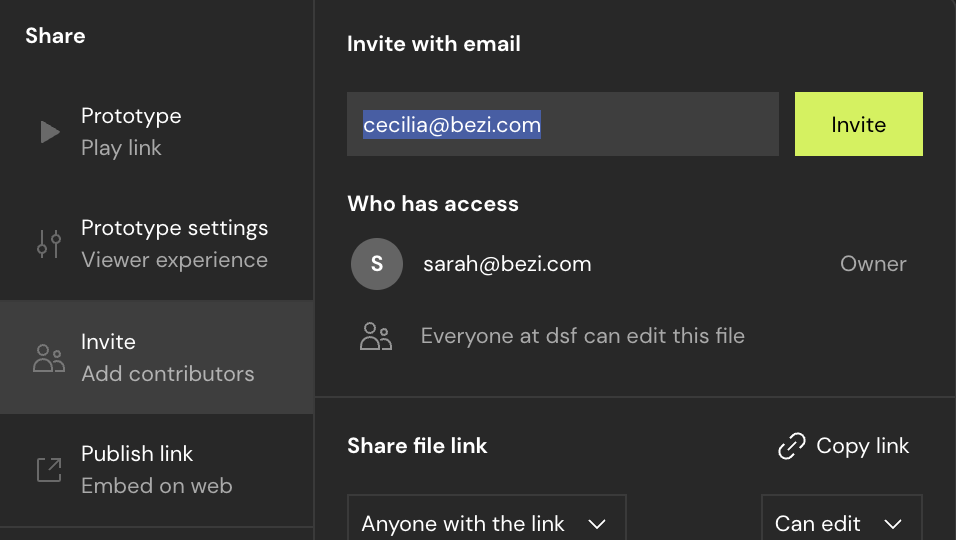 Share
Prototype
Play link
Prototype settings
Viewer experience
Invite
Add contributors
Publish link
Embed on web
Invite with email
cecilia@bezi.com
Invite
Who has access
S
sarah@bezi.com
Owner
Everyone at dsf can edit this file
Share file link
Copy link
Anyone with the link
Can edit